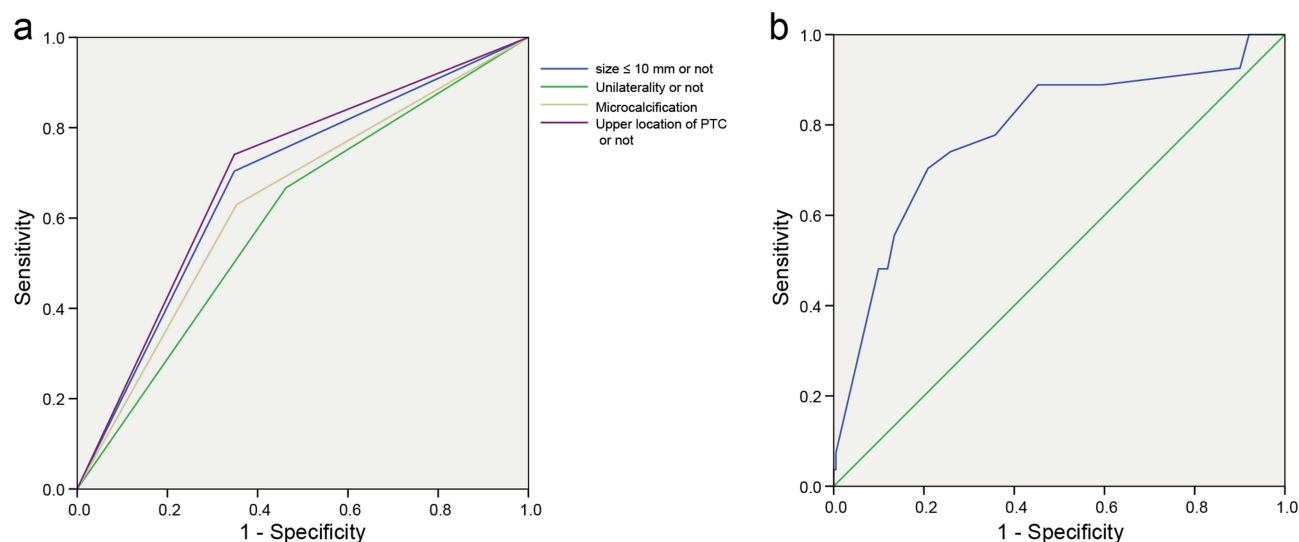 a
1.0
0.8
0.6
0.4
0.2
0.0
0.0 0.2 0.4 0.6 0.8 1.0
Sensitivity
1 - Specificity
size ≤ 10 mm or not
Unilaterality or not
Microcalcification
Upper location of PTC
or not
b
1.0
0.8
0.6
0.4
0.2
0.0
0.0 0.2 0.4 0.6 0.8 1.0
Sensitivity
1 - Specificity